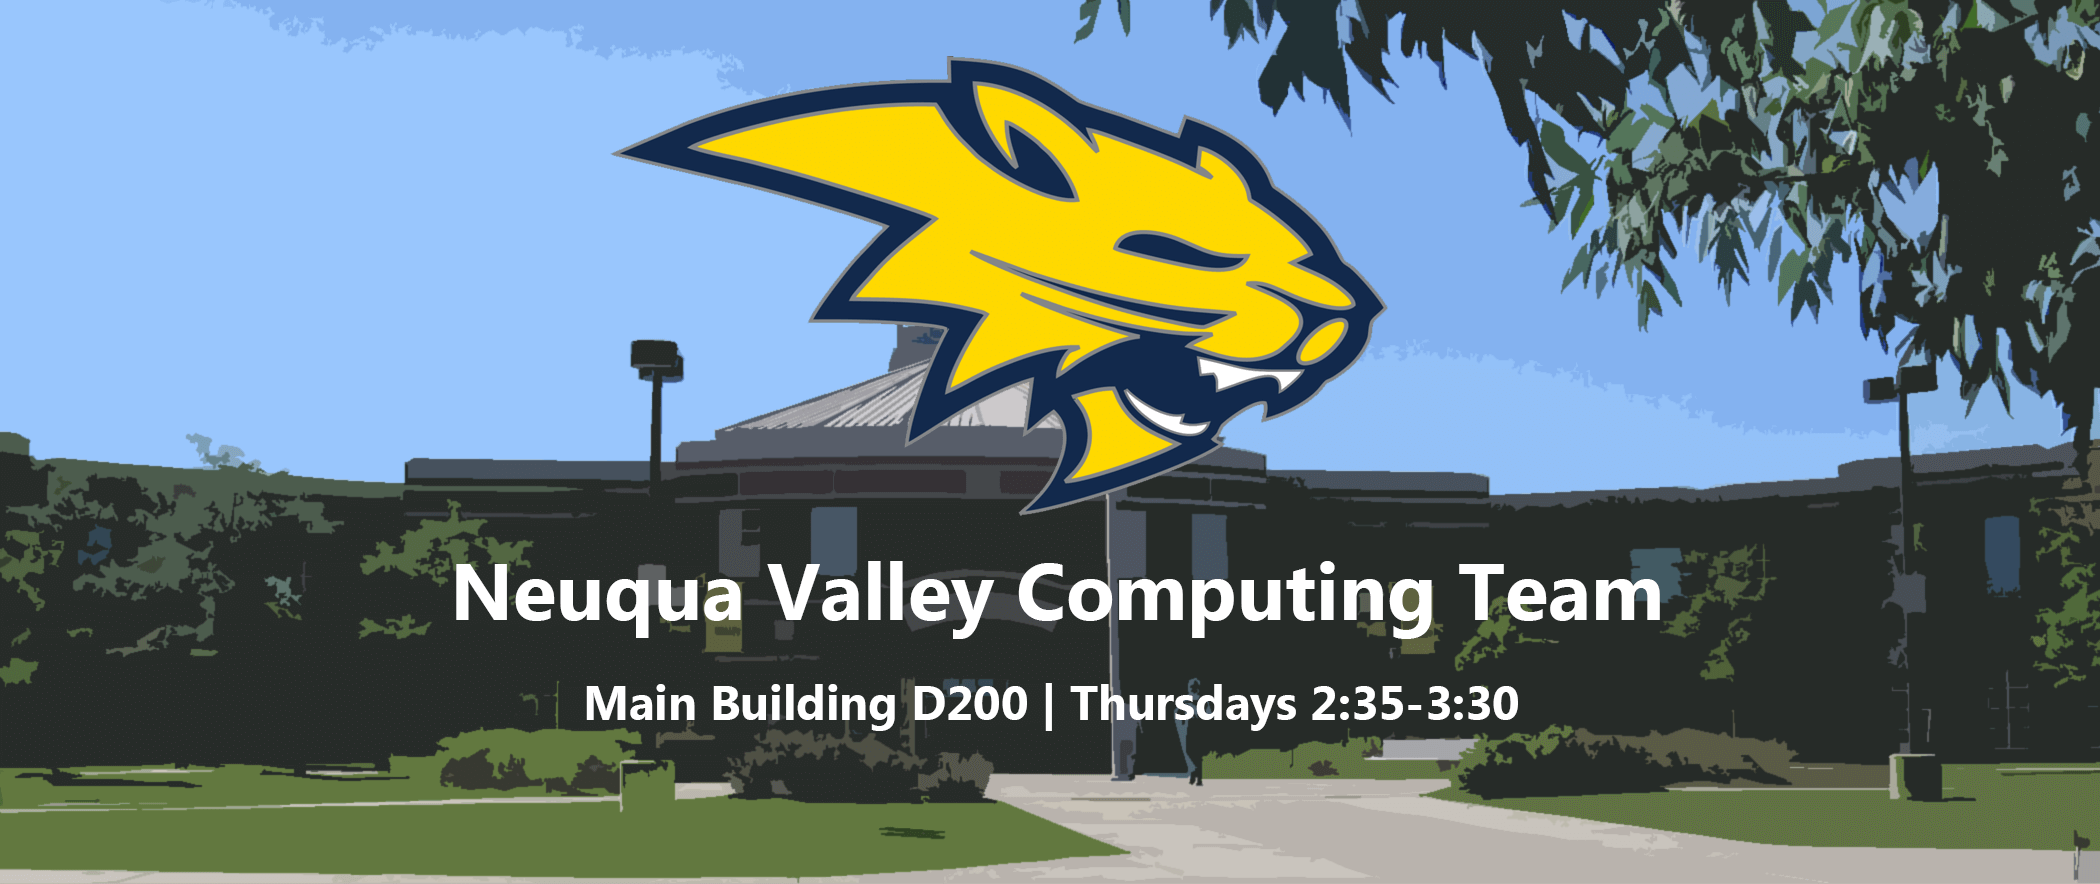 Neuqua Valley Computing Team
Main Building D200 | Thursdays 2:35-3:30